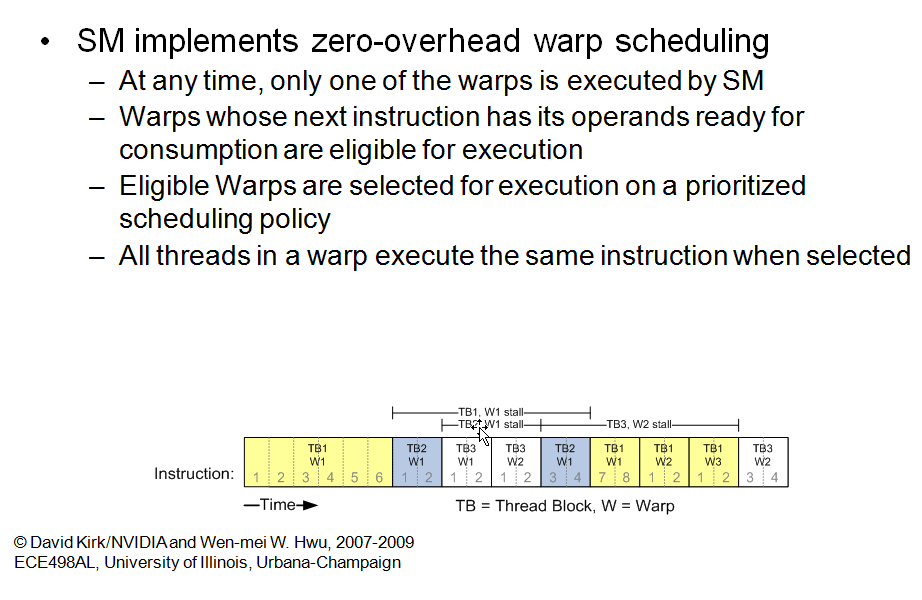 • SM implements zero-overhead warp scheduling
– At any time, only one of the warps is executed by SM
– Warps whose next instruction has its operands ready for
consumption are eligible for execution
– Eligible Warps are selected for execution on a prioritized
scheduling policy
– All threads in a warp execute the same instruction when selected
TB1, W1 stall
TB2, W1 stall
TB3, W2 stall
TB1 TB2 TB3 TB3 TB2 TB1 TB1 TB1 TB3
W1 W1 W1 W2 W1 W1 W2 W3 W2
Instruction: 1 2 3 4 5 6 1 2 1 2 1 2 3 4 7 8 1 2 1 2 3 4
Time
TB = Thread Block, W = Warp
© David Kirk/NVIDIA and Wen-mei W. Hwu, 2007-2009
ECE498AL, University of Illinois, Urbana-Champaign